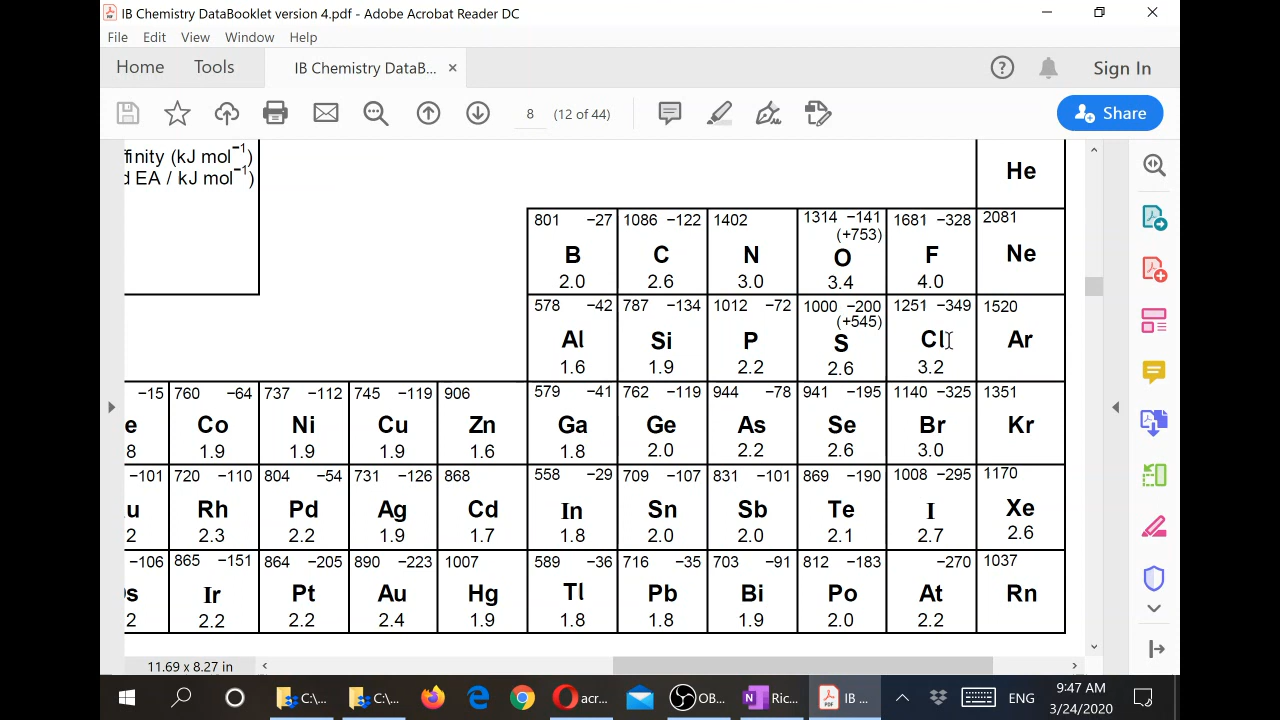 IB Chemistry DataBooklet version 4.pdf - Adobe Acrobat Reader DC
File Edit View Window Help
Home Tools IB Chemistry DataB... × Sign In
8 (12 of 44) Share
ffinity (kJ mol⁻¹)
d EA / kJ mol⁻¹)
He
801 −27 1086 −122 1402 1314 −141 1681 −328 2081
(+753)
B C N O F Ne
2.0 2.6 3.0 3.4 4.0
578 −42 787 −134 1012 −72 1000 −200 1251 −349 1520
(+545)
Al Si P S Cl Ar
1.6 1.9 2.2 2.6 3.2
−15 760 −64 737 −112 745 −119 906 579 −41 762 −119 944 −78 941 −195 1140 −325 1351
e Co Ni Cu Zn Ga Ge As Se Br Kr
8 1.9 1.9 1.9 1.6 1.8 2.0 2.2 2.6 3.0
−101 720 −110 804 −54 731 −126 868 558 −29 709 −107 831 −101 869 −190 1008 −295 1170
u Rh Pd Ag Cd In Sn Sb Te I Xe
2 2.3 2.2 1.9 1.7 1.8 2.0 2.0 2.1 2.7 2.6
−106 865 −151 864 −205 890 −223 1007 589 −36 716 −35 703 −91 812 −183 −270 1037
s Ir Pt Au Hg Tl Pb Bi Po At Rn
2 2.2 2.2 2.4 1.9 1.8 1.8 1.9 2.0 2.2
11.69 x 8.27 in
C:\... C:\... acr... OB... Ric... IB ... ENG 9:47 AM
3/24/2020